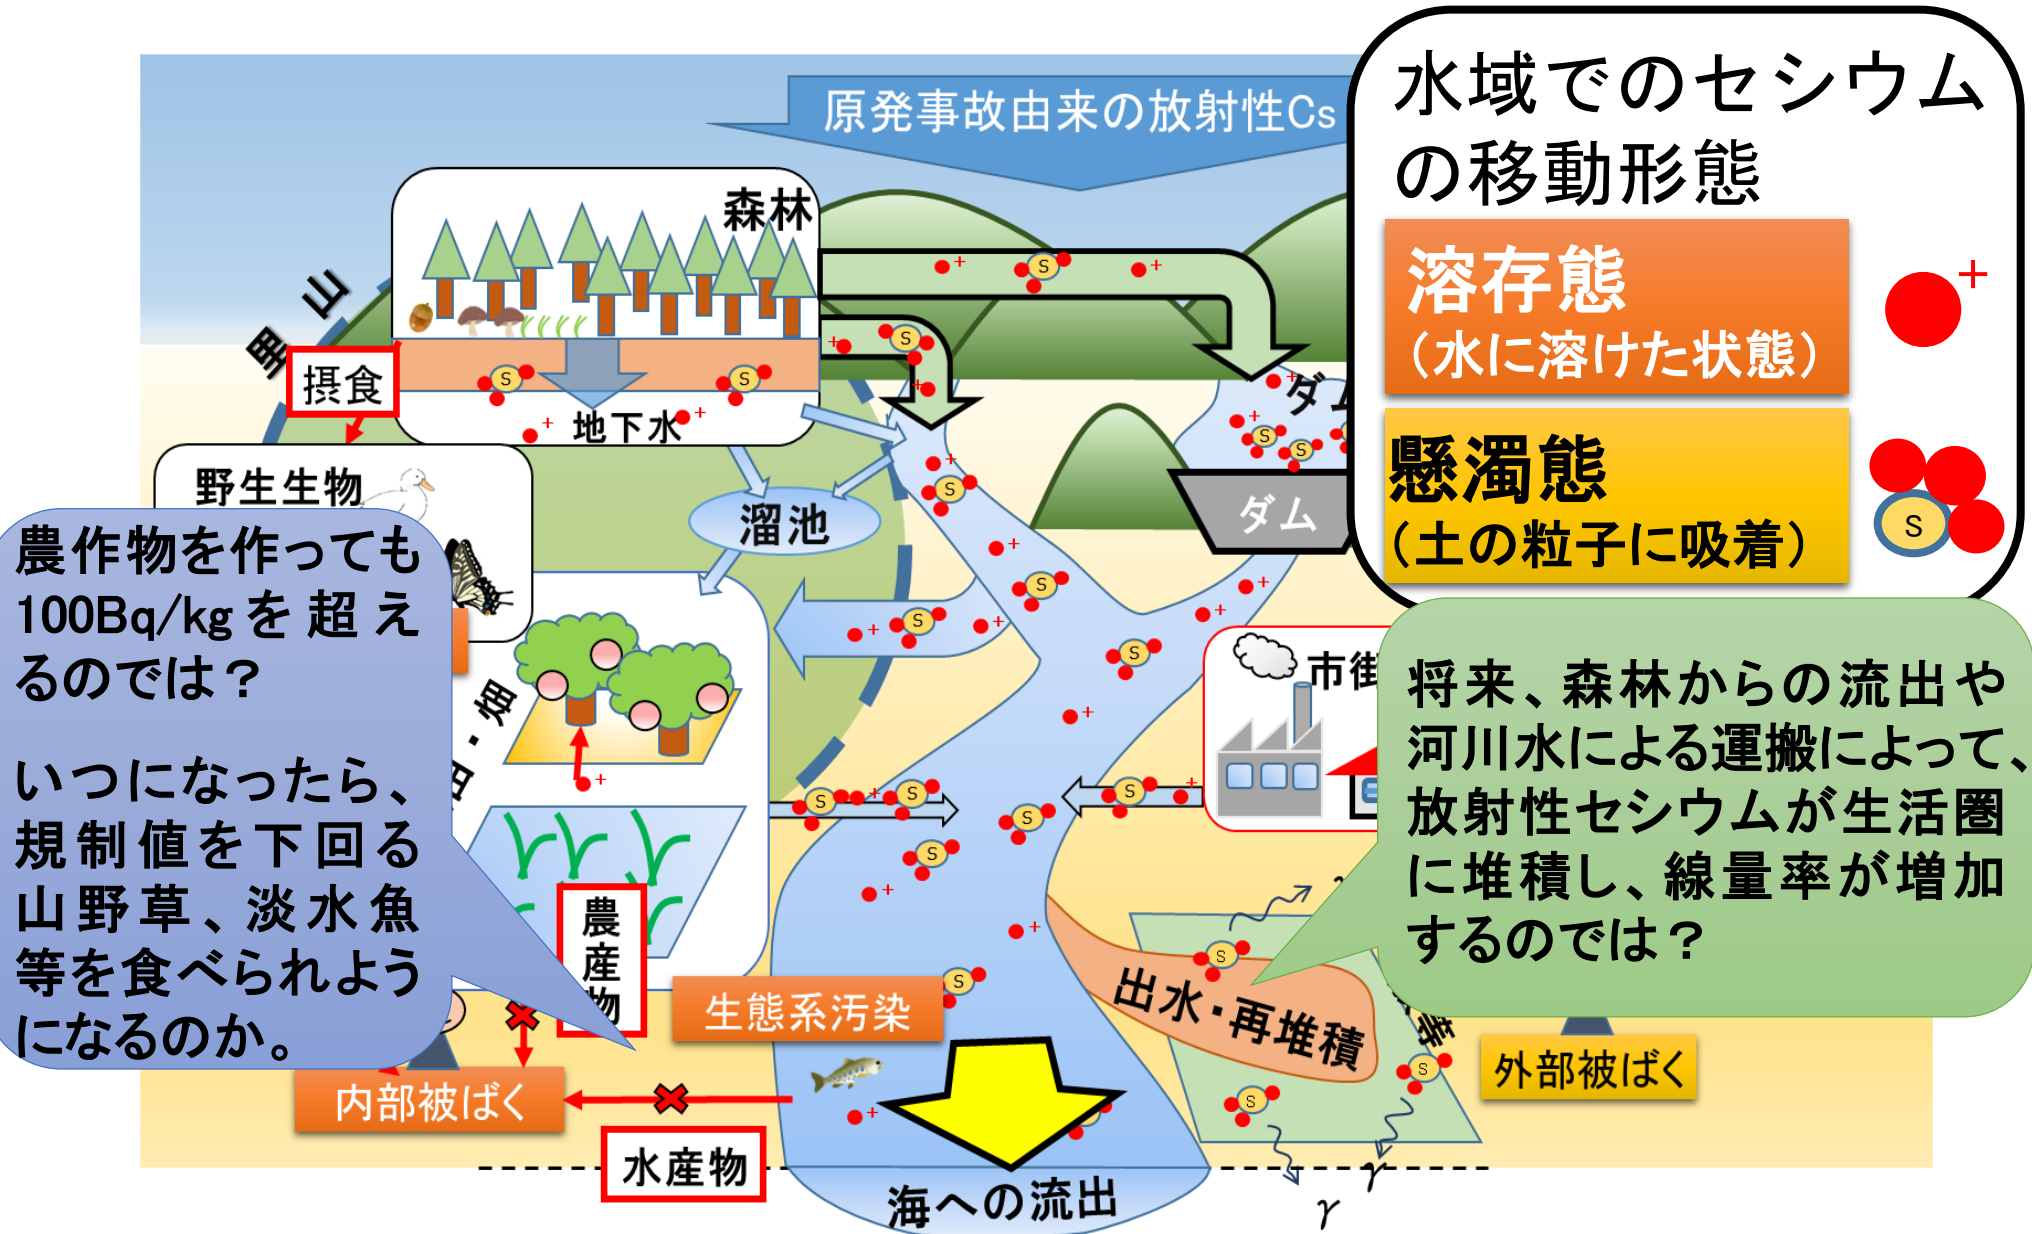 原発事故由来の放射性Cs
水域でのセシウム
の移動形態
溶存態
（水に溶けた状態）
+
懸濁態
（土の粒子に吸着）
S
森林
里山
摂食
地下水
野生生物
溜池
ダム
ダム
農作物を作っても
100Bq/kgを超え
るのでは？
いつになったら、
規制値を下回る
山野草、淡水魚
等を食べられよう
になるのか。
・畑
市街
将来、森林からの流出や
河川水による運搬によって、
放射性セシウムが生活圏
に堆積し、線量率が増加
するのでは？
農産物
生態系汚染
出水・再堆積
等
内部被ばく
外部被ばく
水産物
海への流出
γ
γ